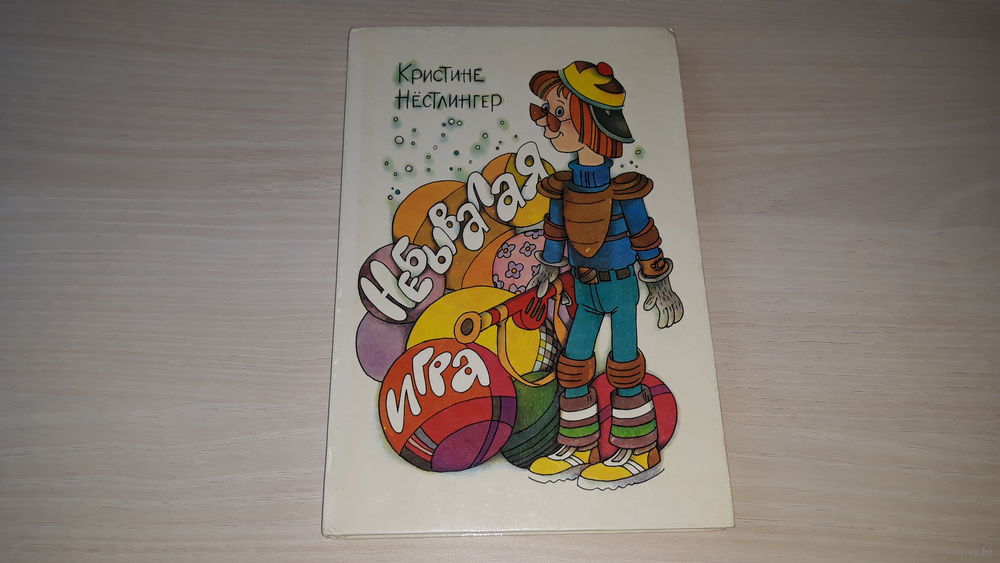 Кристине
Нёстлингер
Небывалая
игра